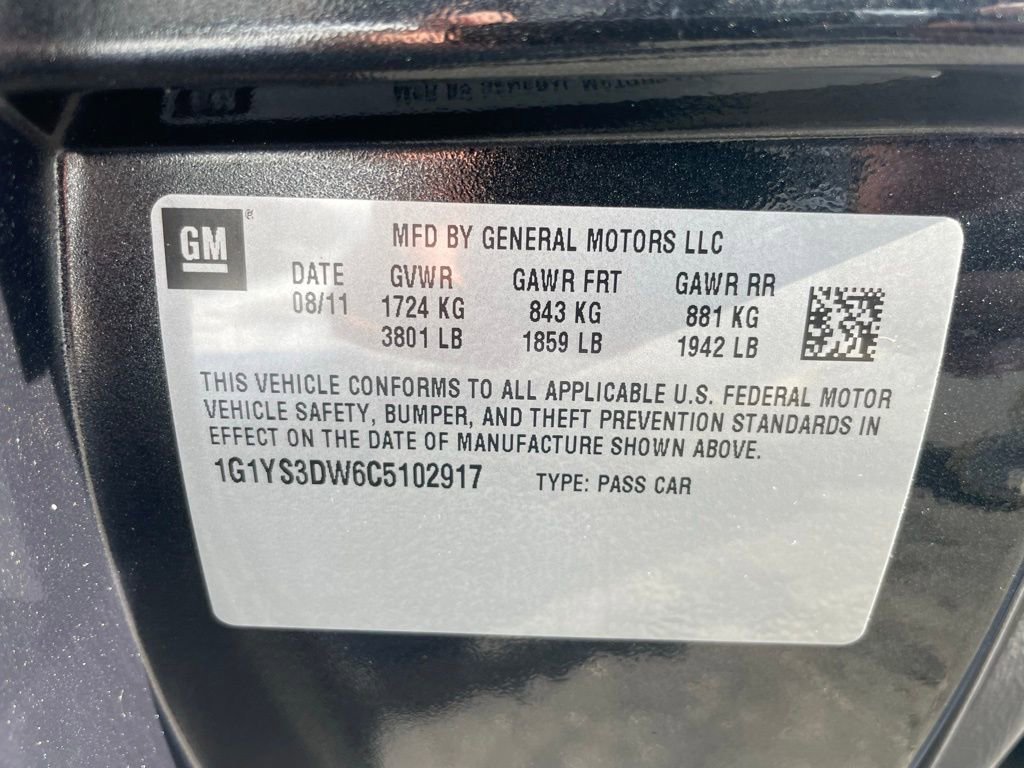 GM
MFD BY GENERAL MOTORS LLC
DATE GVWR GAWR FRT GAWR RR
08/11 1724 KG 843 KG 881 KG
3801 LB 1859 LB 1942 LB
THIS VEHICLE CONFORMS TO ALL APPLICABLE U.S. FEDERAL MOTOR
VEHICLE SAFETY, BUMPER, AND THEFT PREVENTION STANDARDS IN
EFFECT ON THE DATE OF MANUFACTURE SHOWN ABOVE.
1G1YS3DW6C5102917 TYPE: PASS CAR